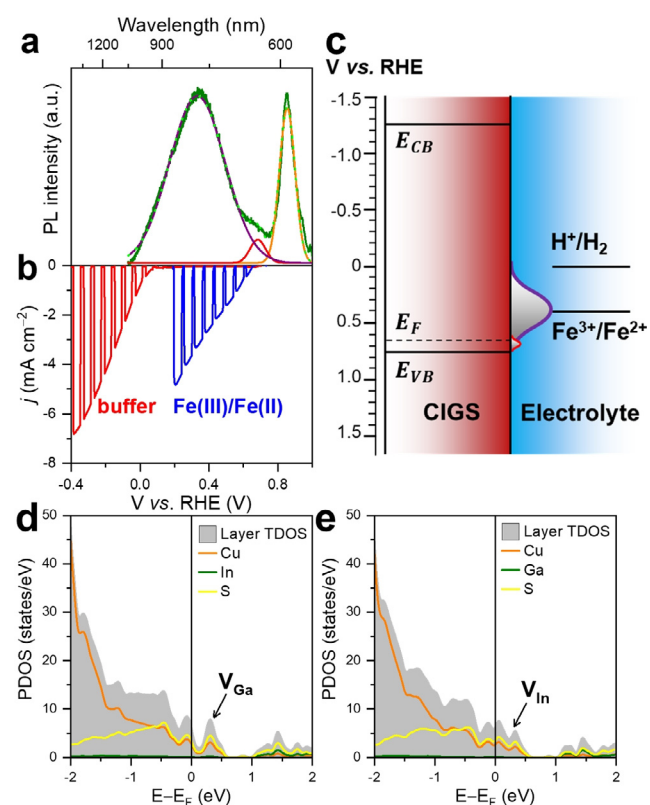 Wavelength (nm)
1200 900 600
a
PL intensity (a.u.)
b
0
-2
-4
-6
-8
j (mA cm⁻²)
buffer
Fe(III)/Fe(II)
-0.4 0.0 0.4 0.8
V vs. RHE (V)
c
V vs. RHE
-1.5
-1.0
-0.5
0
0.5
1.0
1.5
E_CB
H⁺/H₂
E_F
Fe³⁺/Fe²⁺
E_VB
CIGS
Electrolyte
d
PDOS (states/eV)
50
40
30
20
10
0
Layer TDOS
Cu
In
S
V_Ga
-2 -1 0 1 2
E–E_F (eV)
e
PDOS (states/eV)
50
40
30
20
10
0
Layer TDOS
Cu
Ga
S
V_In
-2 -1 0 1 2
E–E_F (eV)